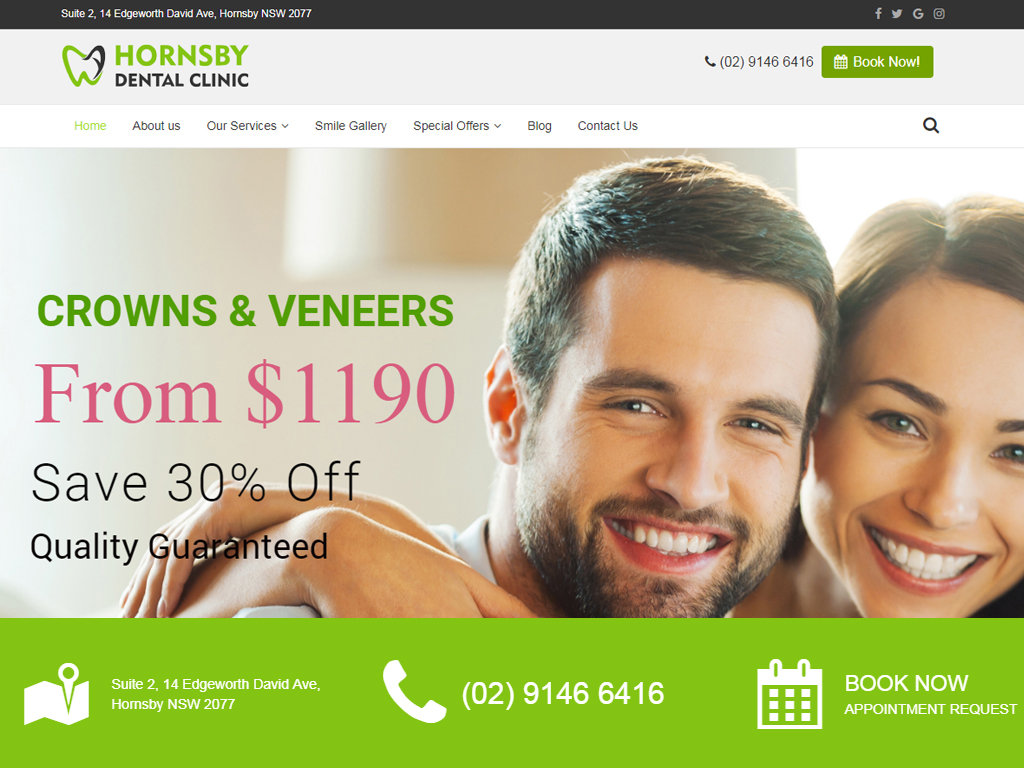 Suite 2, 14 Edgeworth David Ave, Hornsby NSW 2077
HORNSBY
DENTAL CLINIC
(02) 9146 6416
Book Now!
Home
About us
Our Services
Smile Gallery
Special Offers
Blog
Contact Us
CROWNS & VENEERS
From $1190
Save 30% Off
Quality Guaranteed
Suite 2, 14 Edgeworth David Ave,
Hornsby NSW 2077
(02) 9146 6416
BOOK NOW
APPOINTMENT REQUEST